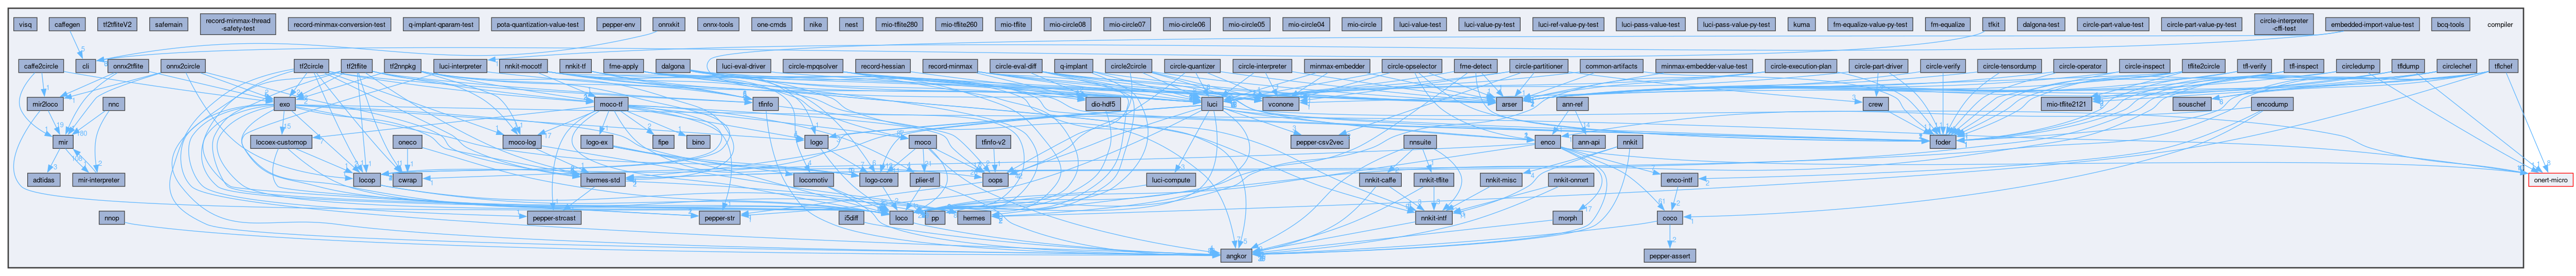 visq
caffegen
tf2tfliteV2
safemain
record-minmax-thread
-safety-test
record-minmax-conversion-test
q-implant-qparam-test
pota-quantization-value-test
pepper-env
onnxkit
onnx-tools
one-cmds
nike
nest
mio-tflite280
mio-tflite260
mio-tflite
mio-circle08
mio-circle07
mio-circle06
mio-circle05
mio-circle04
mio-circle
luci-value-test
luci-value-py-test
luci-ref-value-py-test
luci-pass-value-test
luci-pass-value-py-test
kuma
fm-equalize-value-py-test
fm-equalize
tfkit
dalgona-test
circle-part-value-test
circle-part-value-py-test
circle-interpreter
-cffi-test
embedded-import-value-test
bcq-tools
compiler
caffe2circle
cli
onnx2tflite
onnx2circle
tf2circle
tf2tflite
tf2nnpkg
luci-interpreter
nnkit-mocotf
nnkit-tf
fme-apply
dalgona
luci-eval-driver
circle-mpqsolver
record-hessian
record-minmax
circle-eval-diff
q-implant
circle2circle
circle-quantizer
circle-interpreter
minmax-embedder
circle-opselector
fme-detect
circle-partitioner
common-artifacts
minmax-embedder-value-test
circle-execution-plan
circle-part-driver
circle-verify
circle-tensordump
circle-operator
circle-inspect
tflite2circle
tfl-verify
tfl-inspect
circledump
tfldump
circlechef
tflchef
mir2loco
nnc
exo
moco-tf
tfinfo
dio-hdf5
luci
vconone
arser
ann-ref
crew
mio-tflite2121
souschef
encodump
mir
locoex-customop
oneco
moco-log
logo-ex
fipe
bino
logo
moco
tfinfo-v2
pepper-csv2vec
nnsuite
enco
ann-api
nnkit
foder
adtidas
mir-interpreter
locop
cwrap
hermes-std
locomotiv
logo-core
plier-tf
oops
luci-compute
nnkit-caffe
nnkit-tflite
nnkit-misc
nnkit-onnxrt
enco-intf
onert-micro
nnop
pepper-strcast
pepper-str
i5diff
loco
pp
hermes
nnkit-intf
morph
coco
angkor
pepper-assert